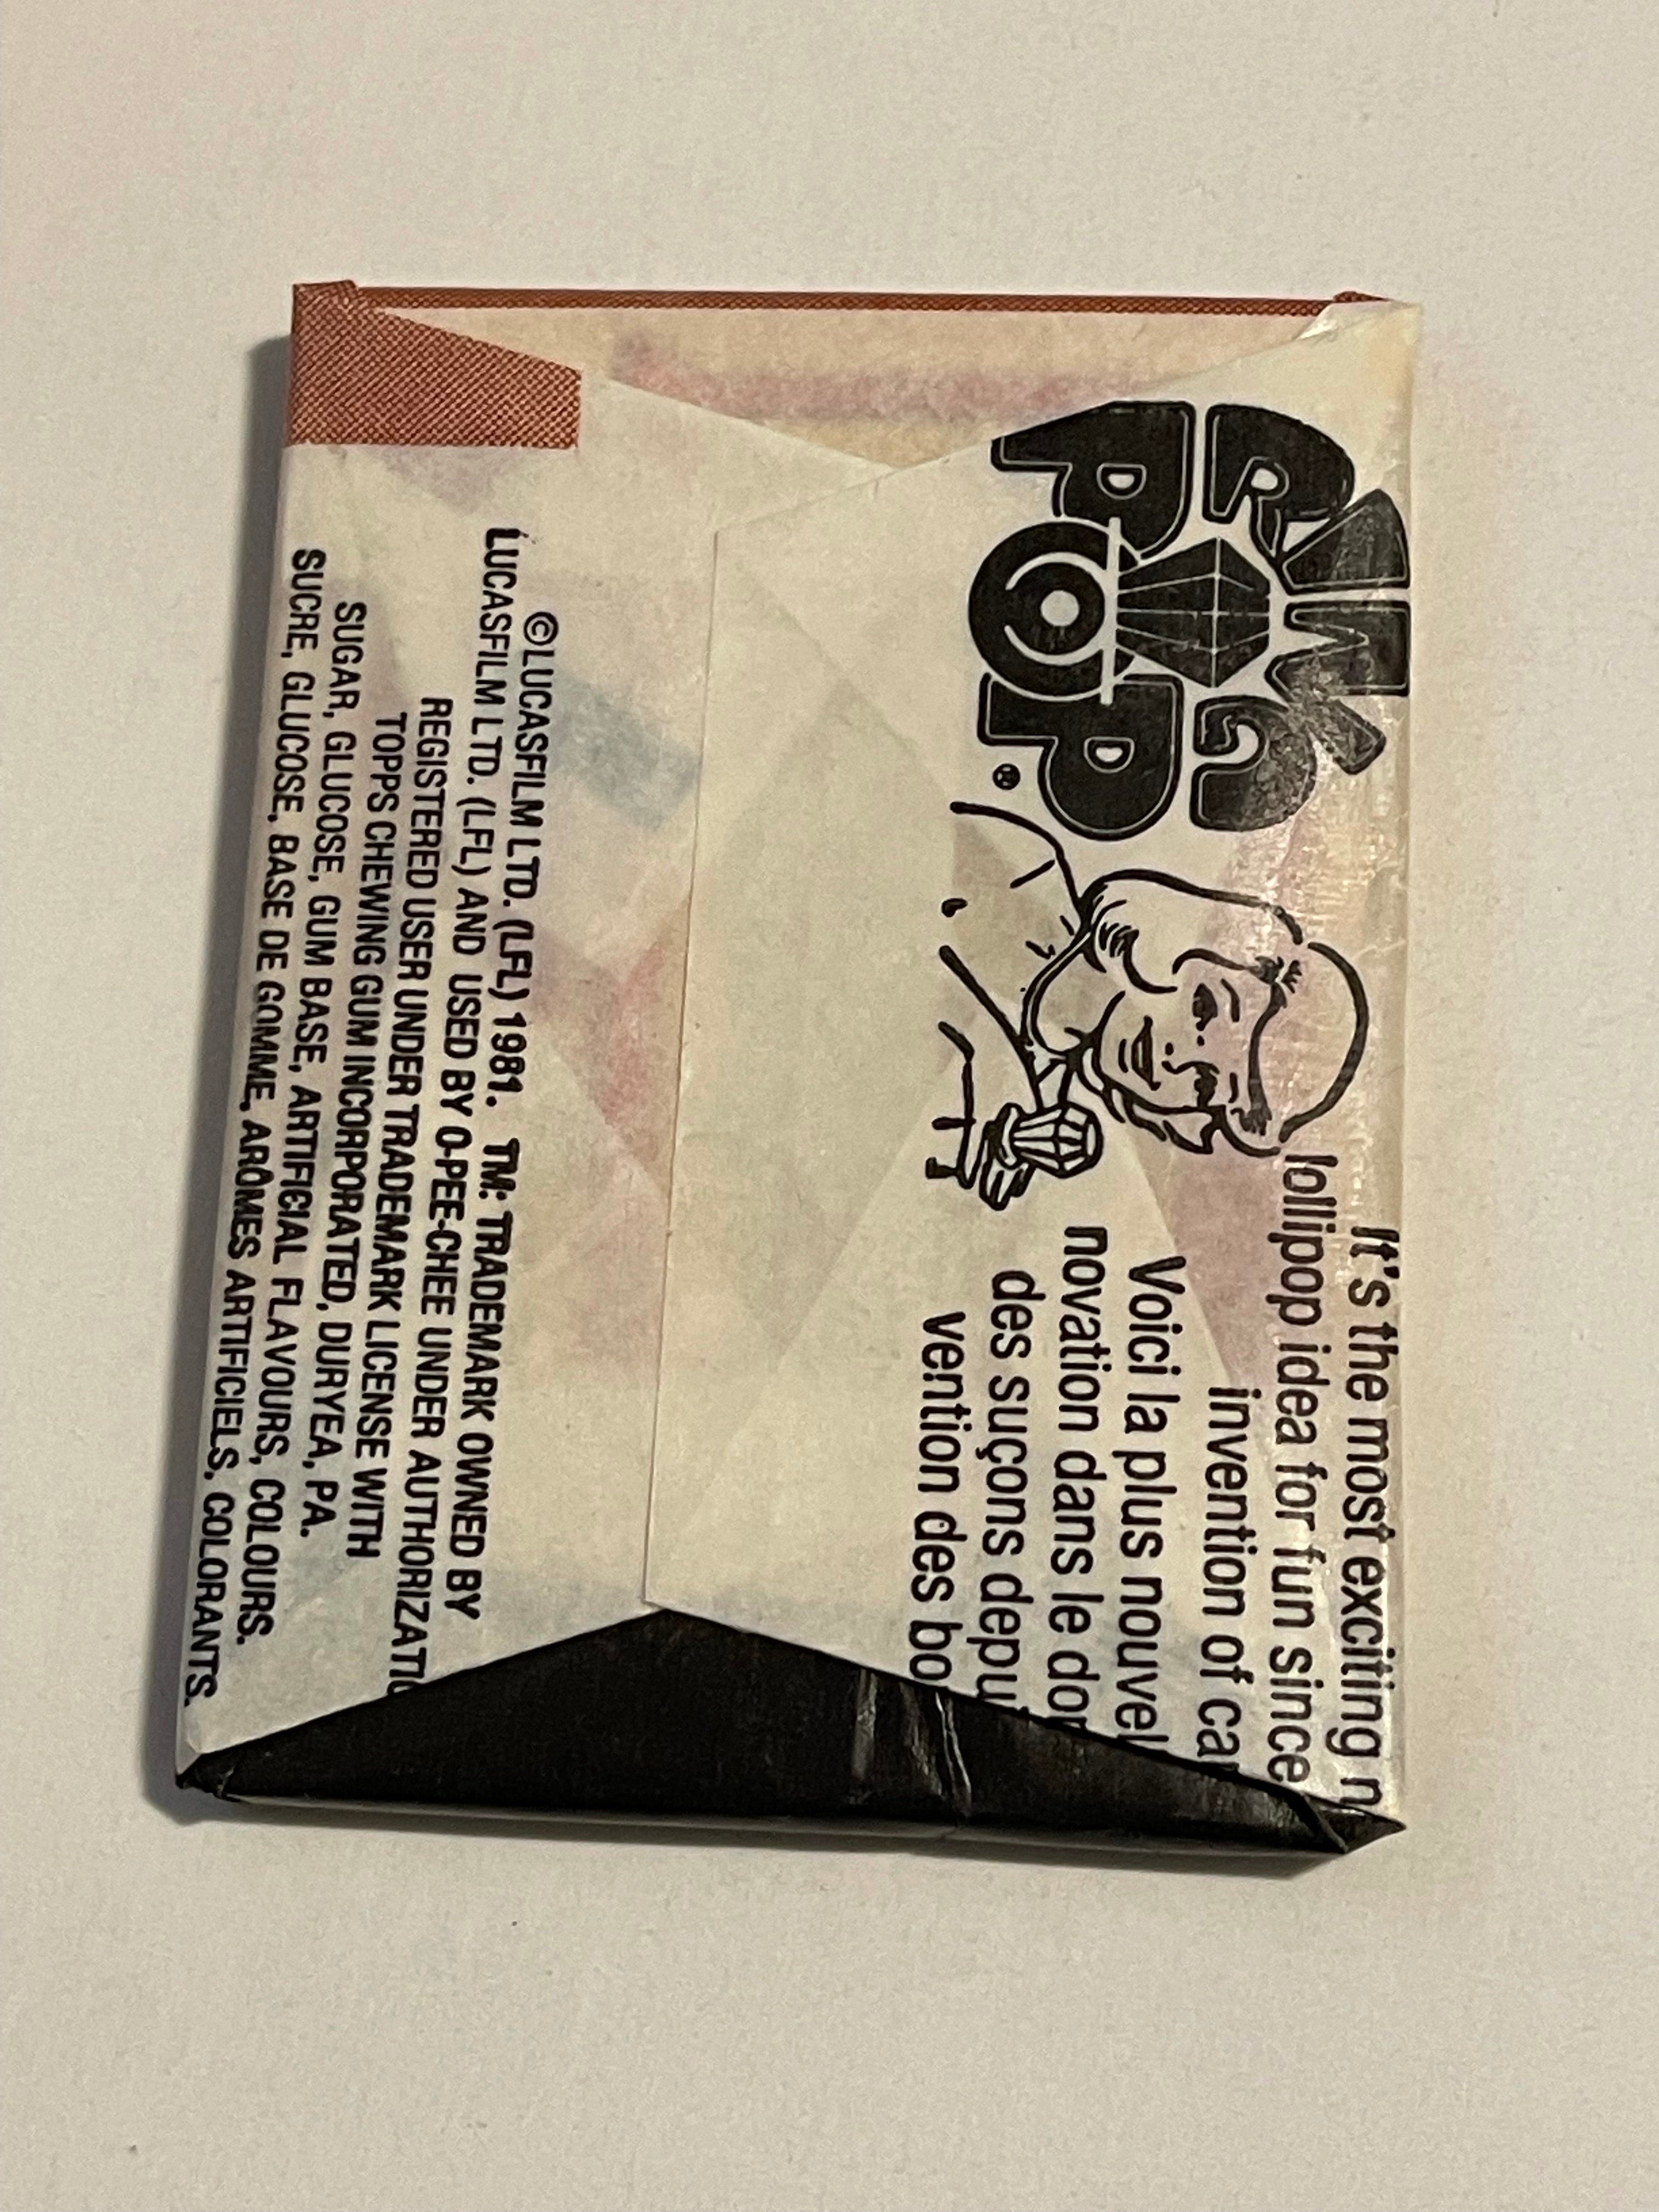 RING
POP®
It's the most exciting n
lollipop idea for fun since
invention of ca
Voici la plus nouvel
novation dans le do
des suçons depui
vention des bo
©LUCASFILM LTD. (LFL) 1981. TM: TRADEMARK OWNED BY
LUCASFILM LTD. (LFL) AND USED BY O-PEE-CHEE UNDER AUTHORIZATIO
REGISTERED USER UNDER TRADEMARK LICENSE WITH
TOPPS CHEWING GUM INCORPORATED, DURYEA, PA.
SUGAR, GLUCOSE, GUM BASE, ARTIFICIAL FLAVOURS, COLOURS.
SUCRE, GLUCOSE, BASE DE GOMME, ARÔMES ARTIFICIELS, COLORANTS.